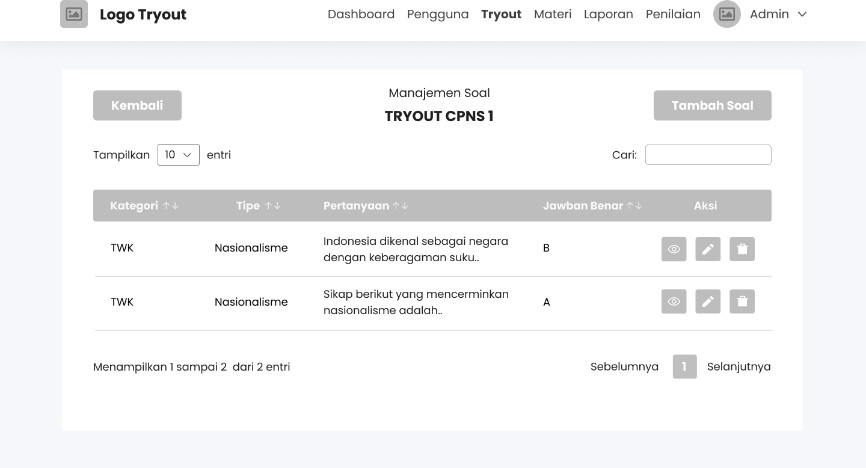 Logo Tryout Dashboard Pengguna Tryout Materi Laporan Penilaian Admin
Manajemen Soal
Kembali TRYOUT CPNS 1 Tambah Soal
Tampilkan 10 entri Cari:
Kategori ↑↓ Tipe ↑↓ Pertanyaan ↑↓ Jawban Benar ↑↓ Aksi
TWK Nasionalisme Indonesia dikenal sebagai negara B
dengan keberagaman suku..
TWK Nasionalisme Sikap berikut yang mencerminkan A
nasionalisme adalah..
Menampilkan 1 sampai 2 dari 2 entri Sebelumnya 1 Selanjutnya